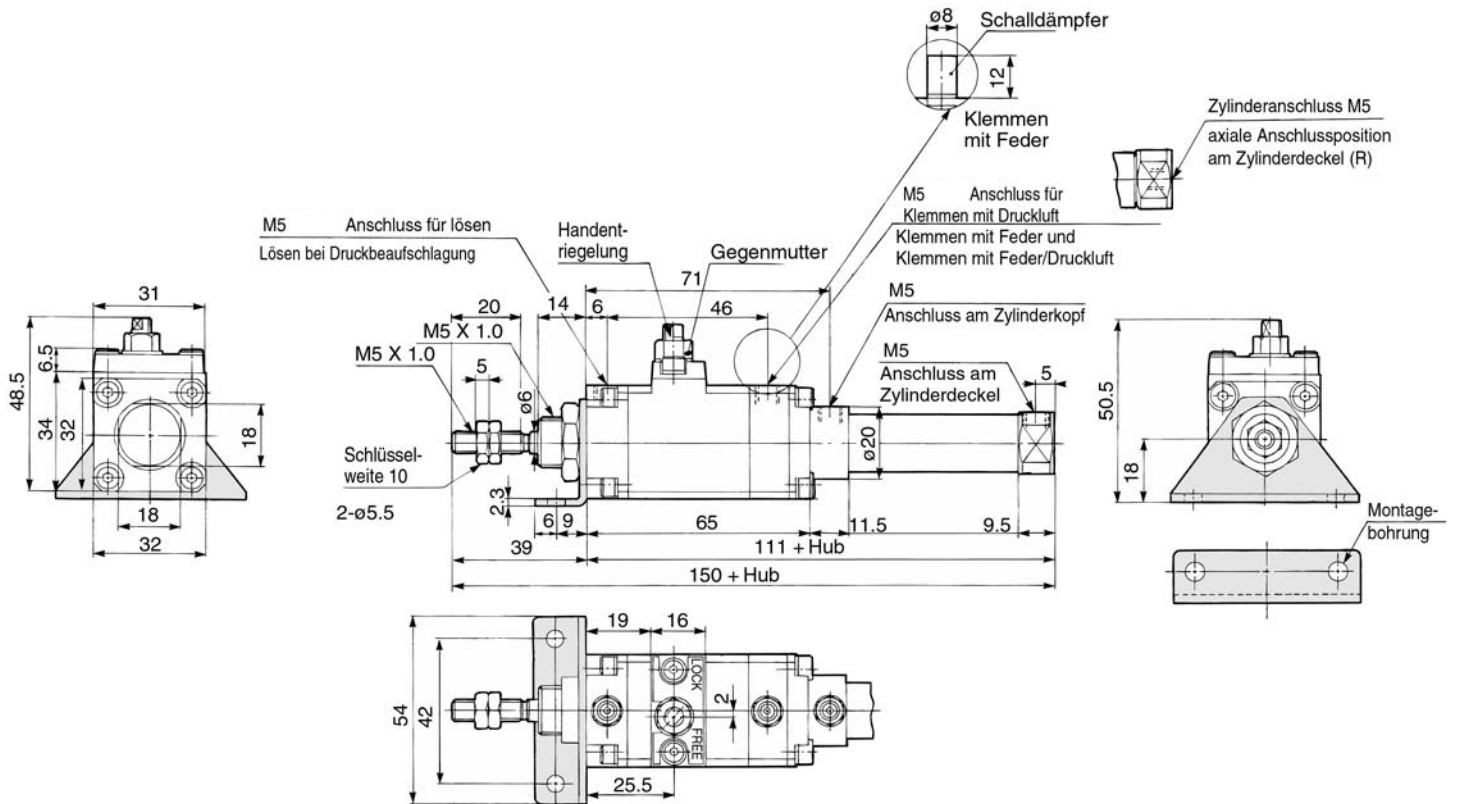 ø8
Schalldämpfer
12
Klemmen
mit Feder
Zylinderanschluss M5
axiale Anschlussposition
am Zylinderdeckel (R)
M5 Anschluss für
Klemmen mit Druckluft
Klemmen mit Feder und
Klemmen mit Feder/Druckluft
M5 Anschluss für lösen
Lösen bei Druckbeaufschlagung
Handent-
riegelung
Gegenmutter
71
20
14
6
46
M5 X 1.0
M5 X 1.0
5
ø6
M5
Anschluss am Zylinderkopf
M5
Anschluss am
Zylinderdeckel
5
ø20
Schlüssel-
weite 10
2-ø5.5
2.3
6
9
65
11.5
9.5
39
111 + Hub
150 + Hub
31
48.5
6.5
34
32
18
18
32
50.5
18
Montage-
bohrung
19
16
54
42
LOCK
FREE
2
25.5